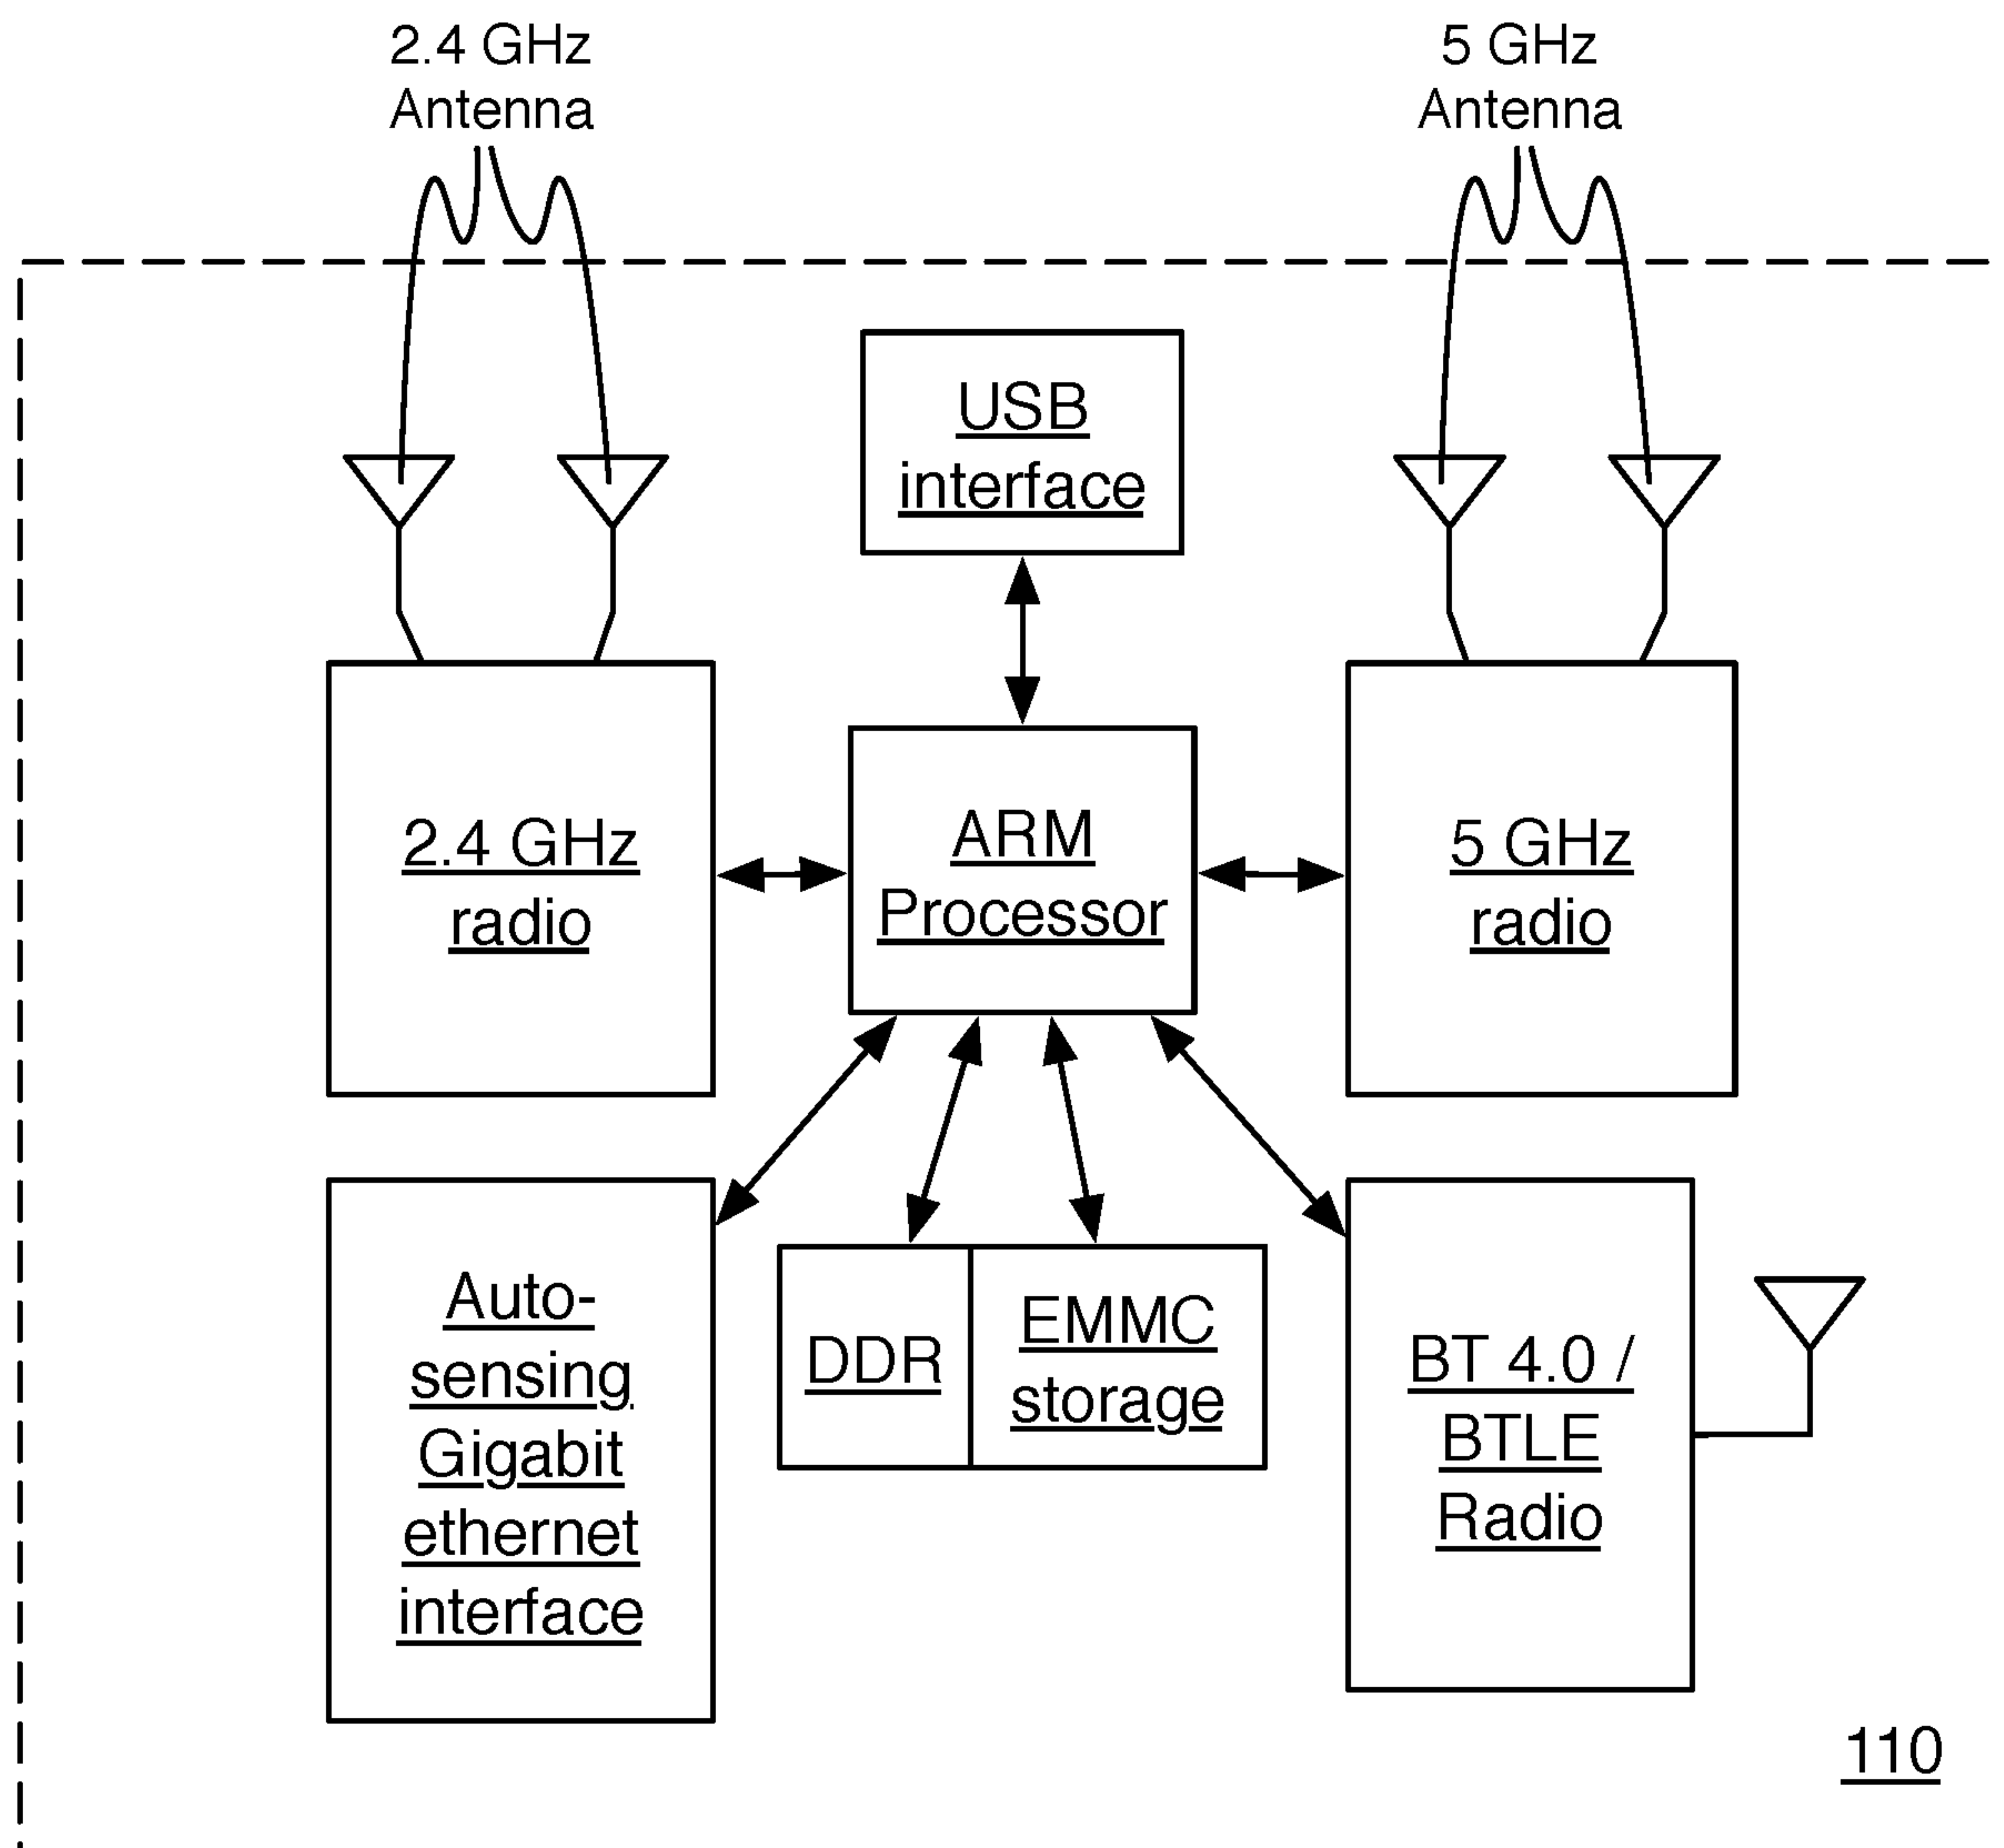 2.4 GHz
Antenna
5 GHz
Antenna
USB
interface
2.4 GHz
radio
ARM
Processor
5 GHz
radio
Auto-
sensing
Gigabit
ethernet
interface
DDR
EMMC
storage
BT 4.0 /
BTLE
Radio
110